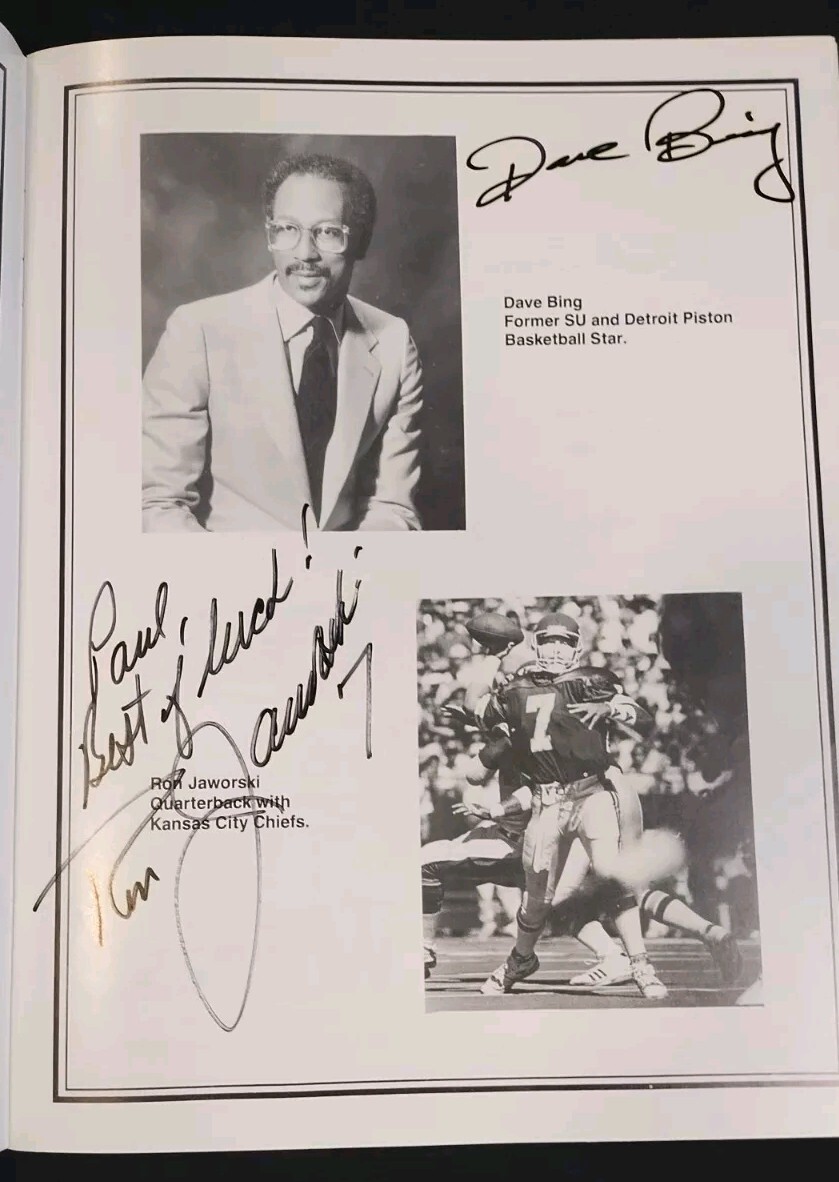 Dave Bing
Dave Bing
Former SU and Detroit Piston
Basketball Star.
Paul,
Best of luck!
Ron Jaworski
7
Ron Jaworski
Quarterback with
Kansas City Chiefs.
7